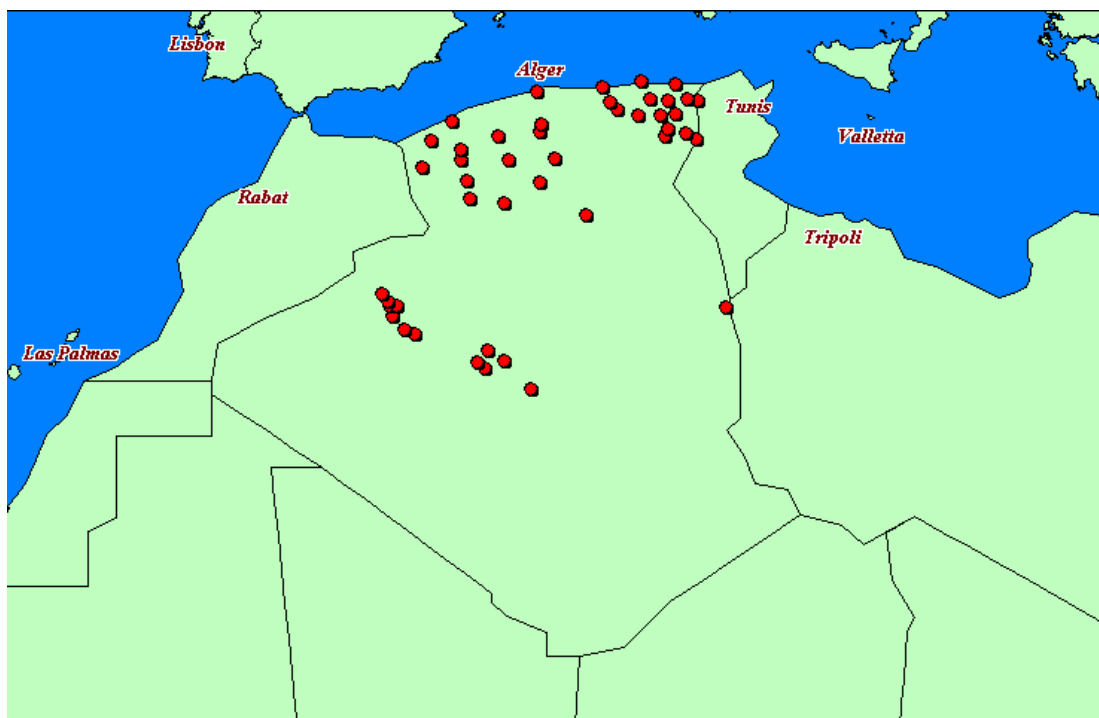 Lisbon
Alger
Tunis
Valletta
Rabat
Tripoli
Las Palmas